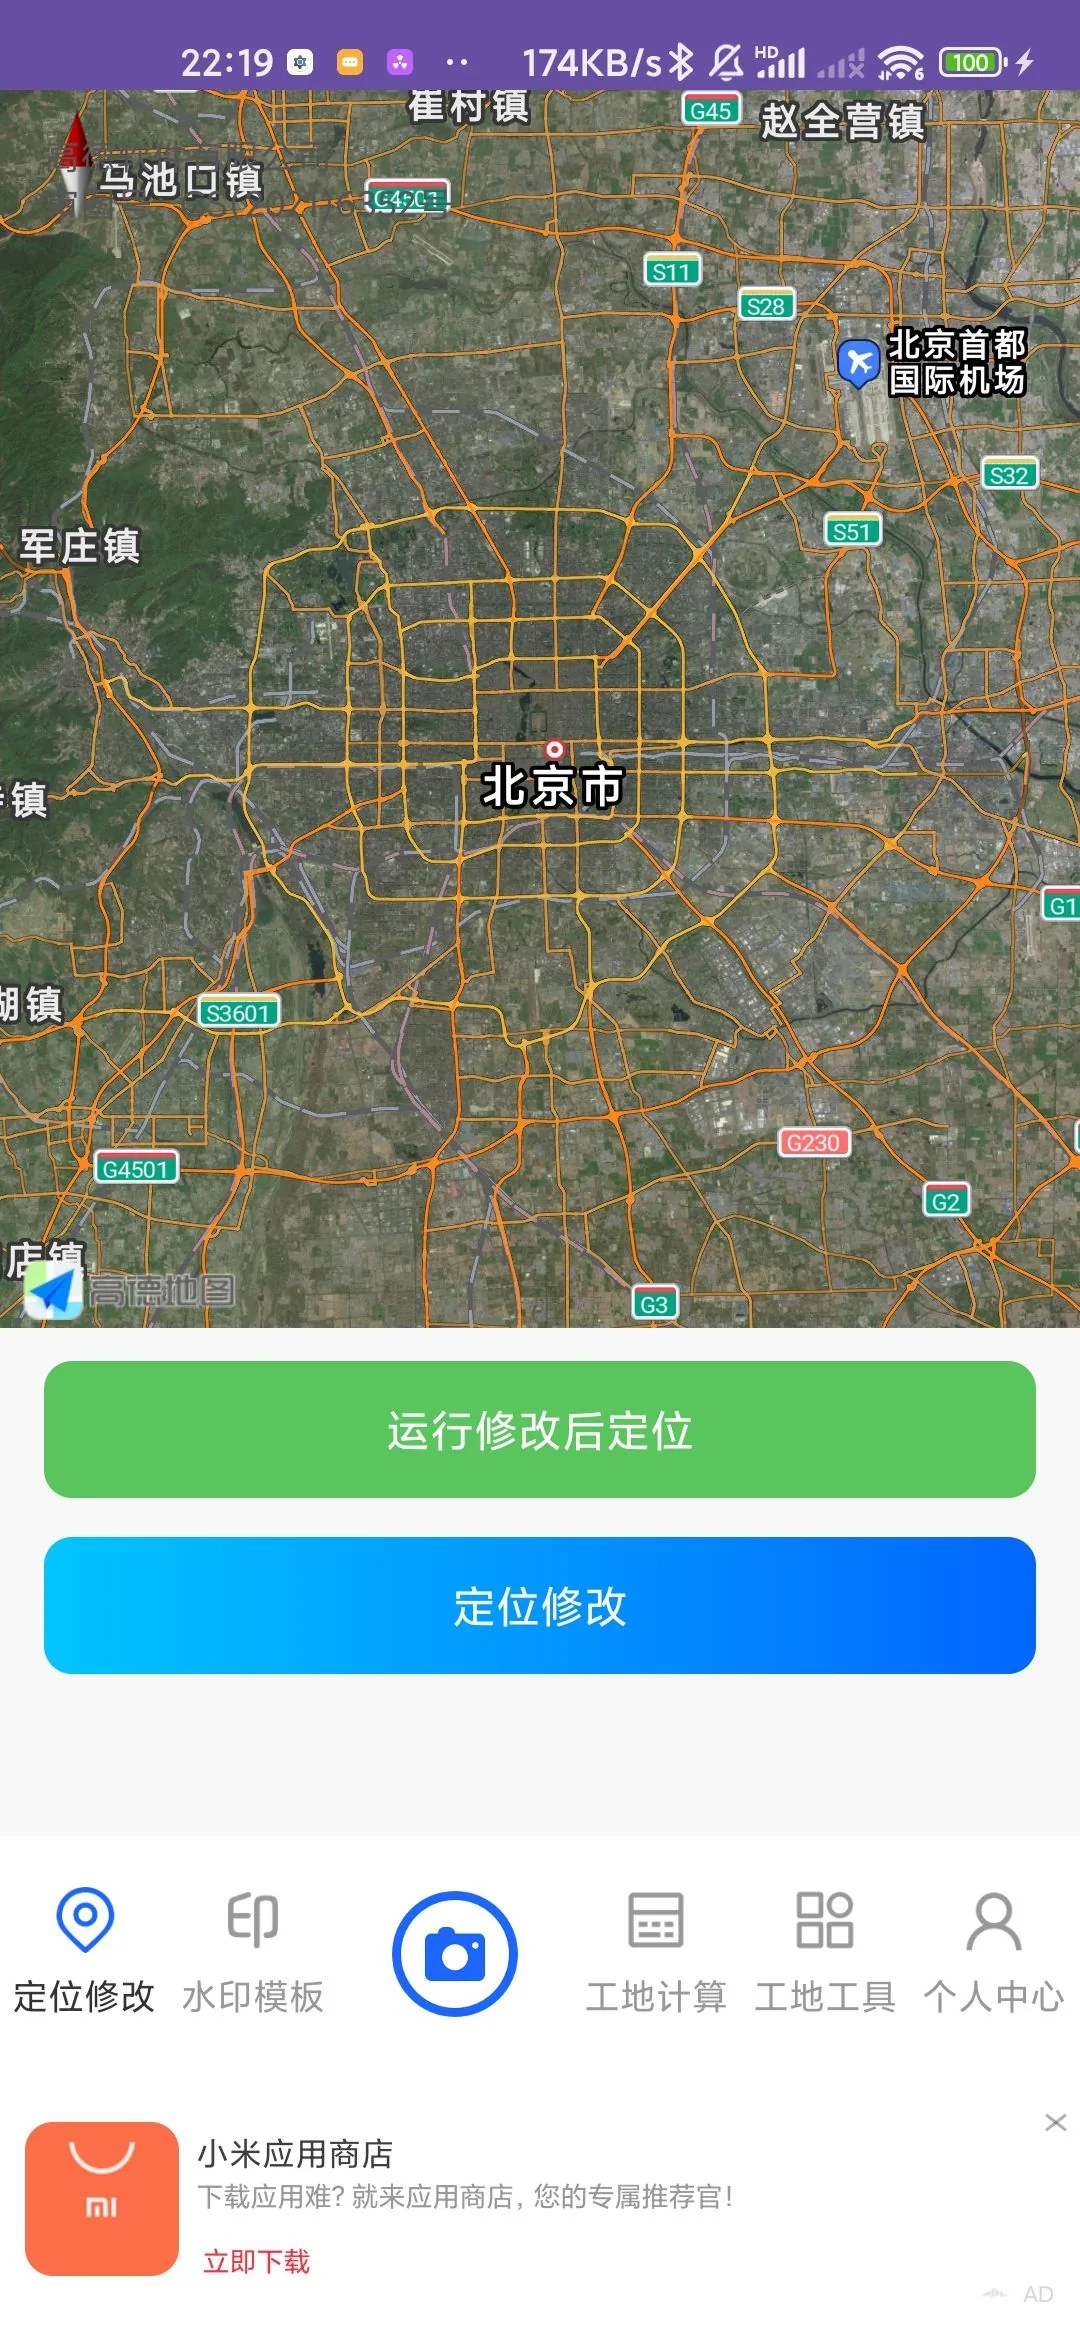 22:19
174KB/s
HD
6
100
崔村镇
G45
赵全营镇
马池口镇
G4501
S11
S28
北京首都
国际机场
S32
S51
军庄镇
北京市
镇
G1
湖镇
S3601
G230
G4501
G2
店镇
高德地图
G3
运行修改后定位
定位修改
定位修改
水印模板
工地计算
工地工具
个人中心
小米应用商店
下载应用难？就来应用商店，您的专属推荐官！
立即下载
AD